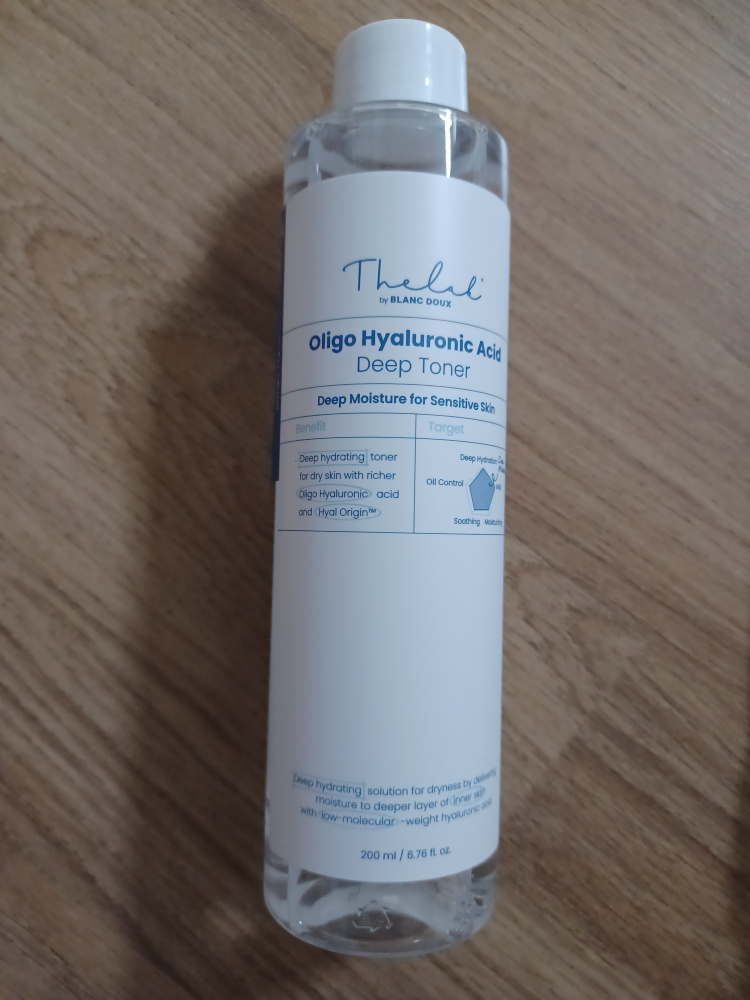 Thelab
by BLANC DOUX
Oligo Hyaluronic Acid
Deep Toner
Deep Moisture for Sensitive Skin
Benefit
Target
Deep hydrating toner
for dry skin with richer
Oligo Hyaluronic acid
and Hyal Origin™
Deep Hydration
Oil Control
Soothing
Deep hydrating solution for dryness by delivering
moisture to deeper layer of inner skin
with low-molecular-weight hyaluronic acid
200 ml / 6.76 fl. oz.